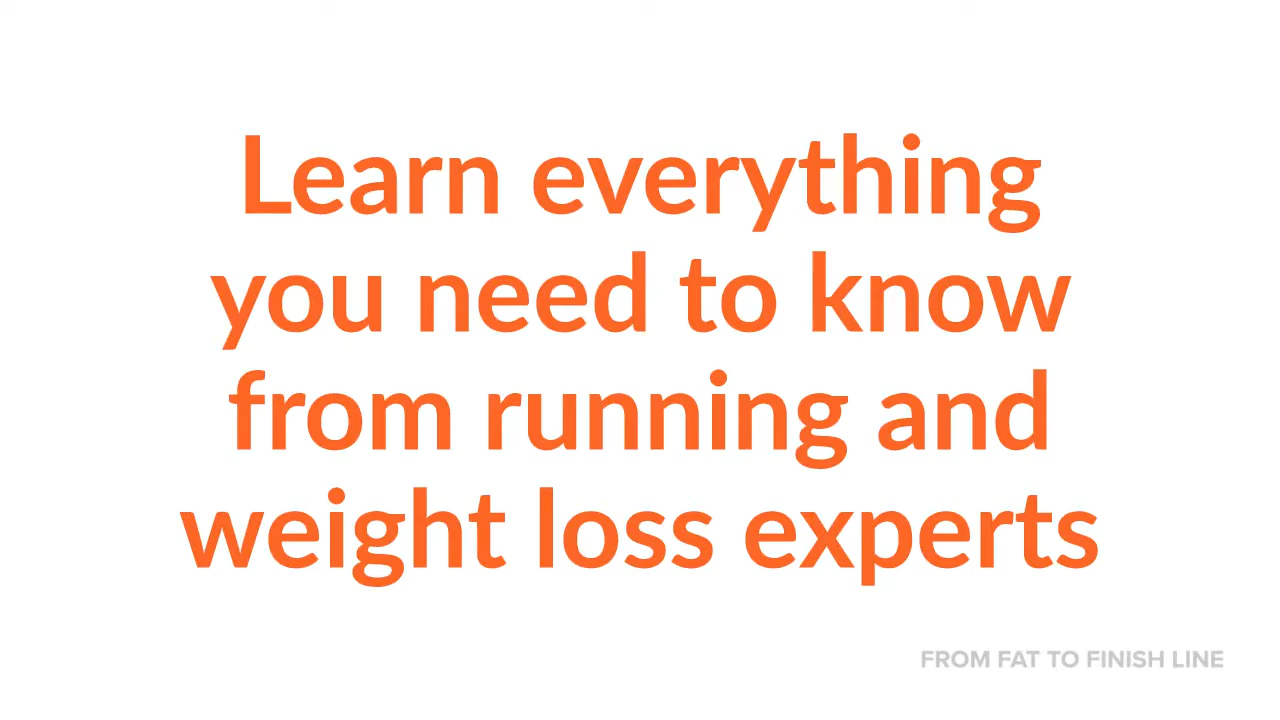 Learn everything
you need to know
from running and
weight loss experts
FROM FAT TO FINISH LINE